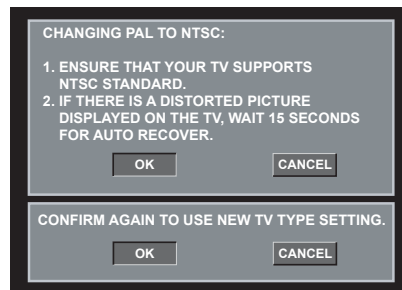 CHANGING PAL TO NTSC:
1. ENSURE THAT YOUR TV SUPPORTS
NTSC STANDARD.
2. IF THERE IS A DISTORTED PICTURE
DISPLAYED ON THE TV, WAIT 15 SECONDS
FOR AUTO RECOVER.
OK CANCEL
CONFIRM AGAIN TO USE NEW TV TYPE SETTING.
OK CANCEL